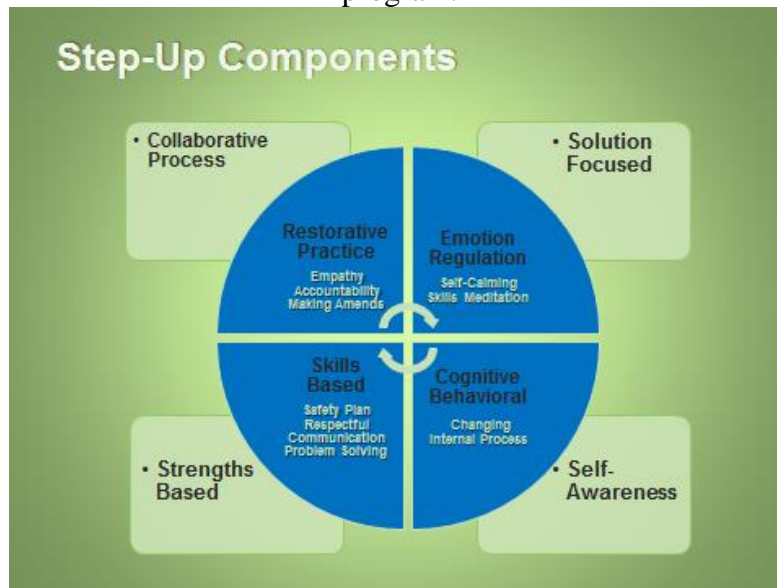 program.
Step-Up Components
• Collaborative
Process
• Solution
Focused
Restorative
Practice
Empathy
Accountability
Making Amends
Emotion
Regulation
Self-Calming
Skills Meditation
Skills
Based
Safety Plan
Respectful
Communication
Problem Solving
Cognitive
Behavioral
Changing
Internal Process
• Strengths
Based
• Self-
Awareness